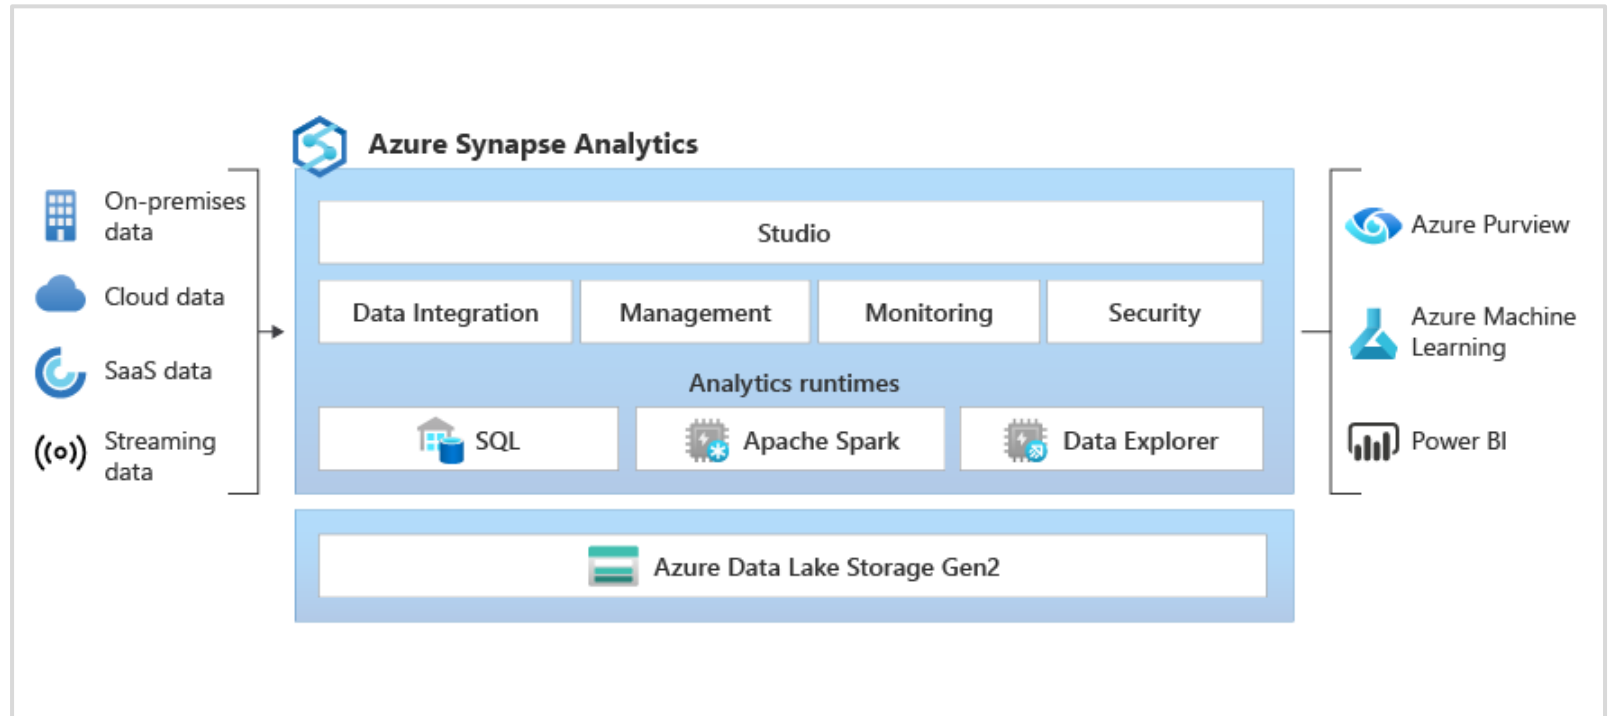 Azure Synapse Analytics
On-premises
data
Cloud data
SaaS data
Streaming
data
Studio
Data Integration
Management
Monitoring
Security
Analytics runtimes
SQL
Apache Spark
Data Explorer
Azure Data Lake Storage Gen2
Azure Purview
Azure Machine
Learning
Power BI